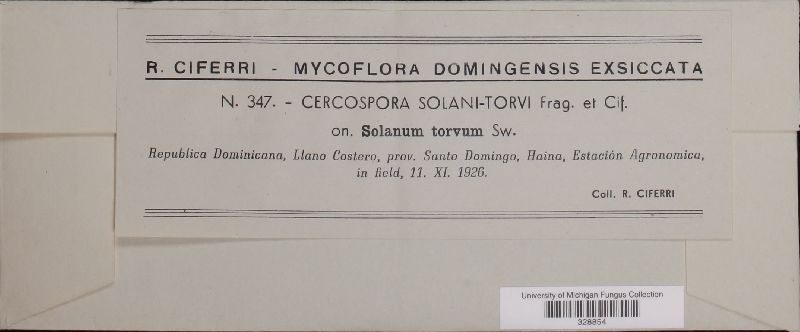 R. CIFERRI - MYCOFLORA DOMINGENSIS EXSICCATA
N. 347. - CERCOSPORA SOLANI-TORVI Frag. et Cif.
on. Solanum torvum Sw.
Republica Dominicana, Llano Costero, prov. Santo Domingo, Haina, Estación Agronomica,
in field, 11. XI. 1926.
Coll. R. CIFERRI
University of Michigan Fungus Collection
328854